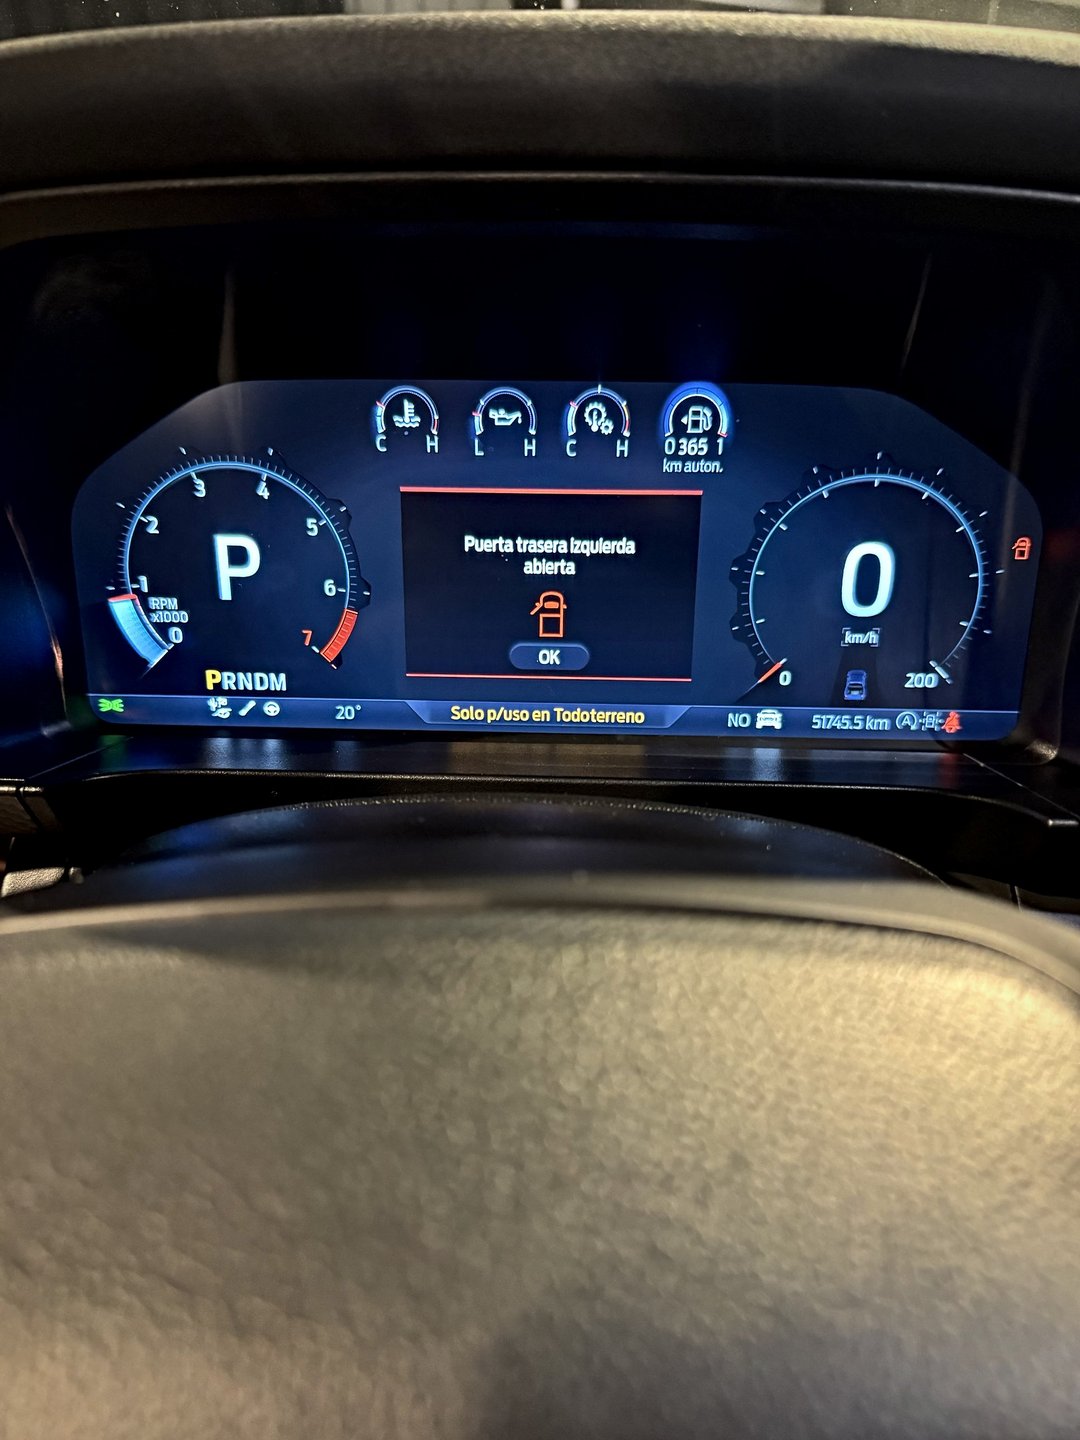 C H
L H
C H
0 365 1
km auton.
1
2
3
4
5
6
7
0
RPM
x1000
P
PRNDM
Puerta trasera izquierda
abierta
OK
0
km/h
0
200
20°
Solo p/uso en Todoterreno
NO
51745.5 km
A